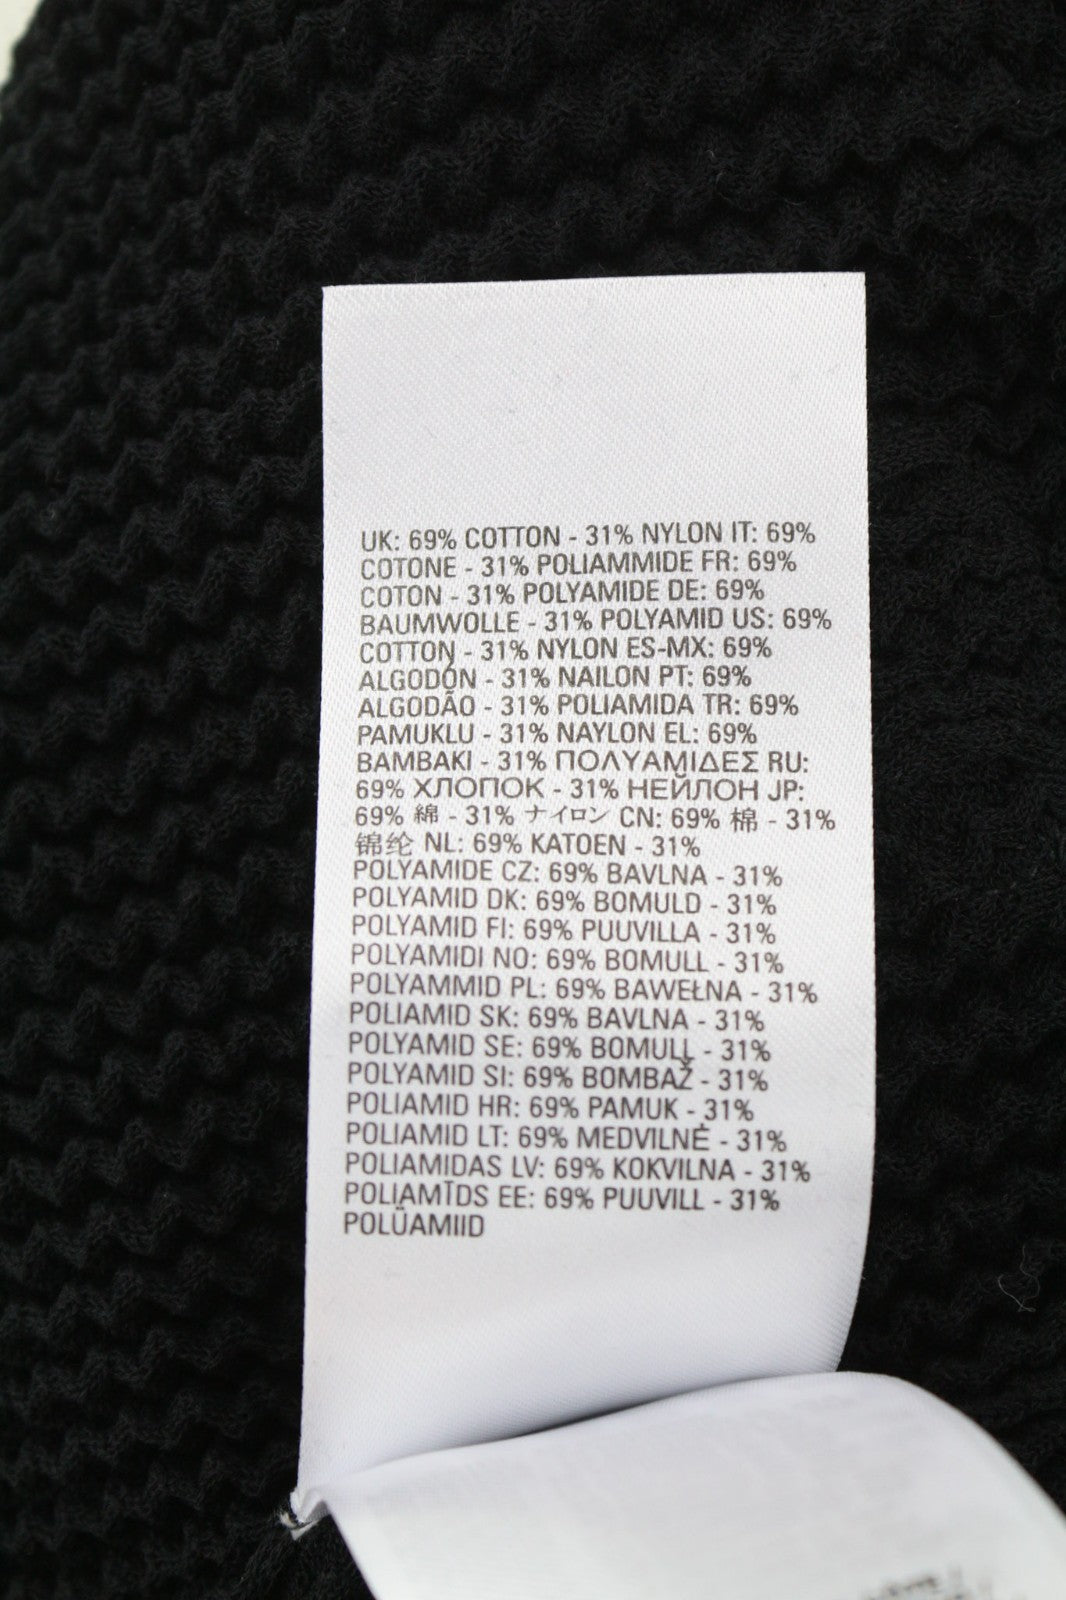 UK: 69% COTTON - 31% NYLON IT: 69%
COTONE - 31% POLIAMMIDE FR: 69%
COTON - 31% POLYAMIDE DE: 69%
BAUMWOLLE - 31% POLYAMID US: 69%
COTTON - 31% NYLON ES-MX: 69%
ALGODÓN - 31% NAILON PT: 69%
ALGODÃO - 31% POLIAMIDA TR: 69%
PAMUKLU - 31% NAYLON EL: 69%
BAMBAKI - 31% ΠΟΛΥΑΜΙΔΕΣ RU:
69% ХЛОПОК - 31% НЕЙЛОН JP:
69% 綿 - 31% ナイロン CN: 69% 棉 - 31%
锦纶 NL: 69% KATOEN - 31%
POLYAMIDE CZ: 69% BAVLNA - 31%
POLYAMID DK: 69% BOMULD - 31%
POLYAMID FI: 69% PUUVILLA - 31%
POLYAMIDI NO: 69% BOMULL - 31%
POLYAMMID PL: 69% BAWEŁNA - 31%
POLIAMID SK: 69% BAVLNA - 31%
POLYAMID SE: 69% BOMULL - 31%
POLYAMID SI: 69% BOMBAŽ - 31%
POLIAMID HR: 69% PAMUK - 31%
POLIAMID LT: 69% MEDVILNĖ - 31%
POLIAMIDAS LV: 69% KOKVILNA - 31%
POLIAMĪDS EE: 69% PUUVILL - 31%
POLÜAMIID